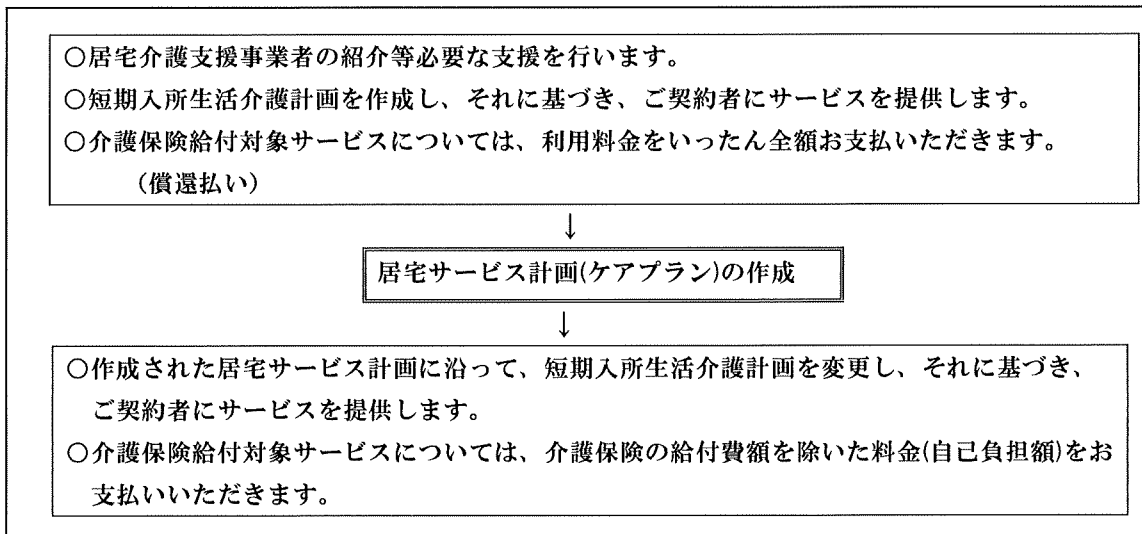 ○居宅介護支援事業者の紹介等必要な支援を行います。
○短期入所生活介護計画を作成し、それに基づき、ご契約者にサービスを提供します。
○介護保険給付対象サービスについては、利用料金をいったん全額お支払いただきます。
（償還払い）
↓
居宅サービス計画(ケアプラン)の作成
↓
○作成された居宅サービス計画に沿って、短期入所生活介護計画を変更し、それに基づき、
ご契約者にサービスを提供します。
○介護保険給付対象サービスについては、介護保険の給付費額を除いた料金(自己負担額)をお
支払いいただきます。